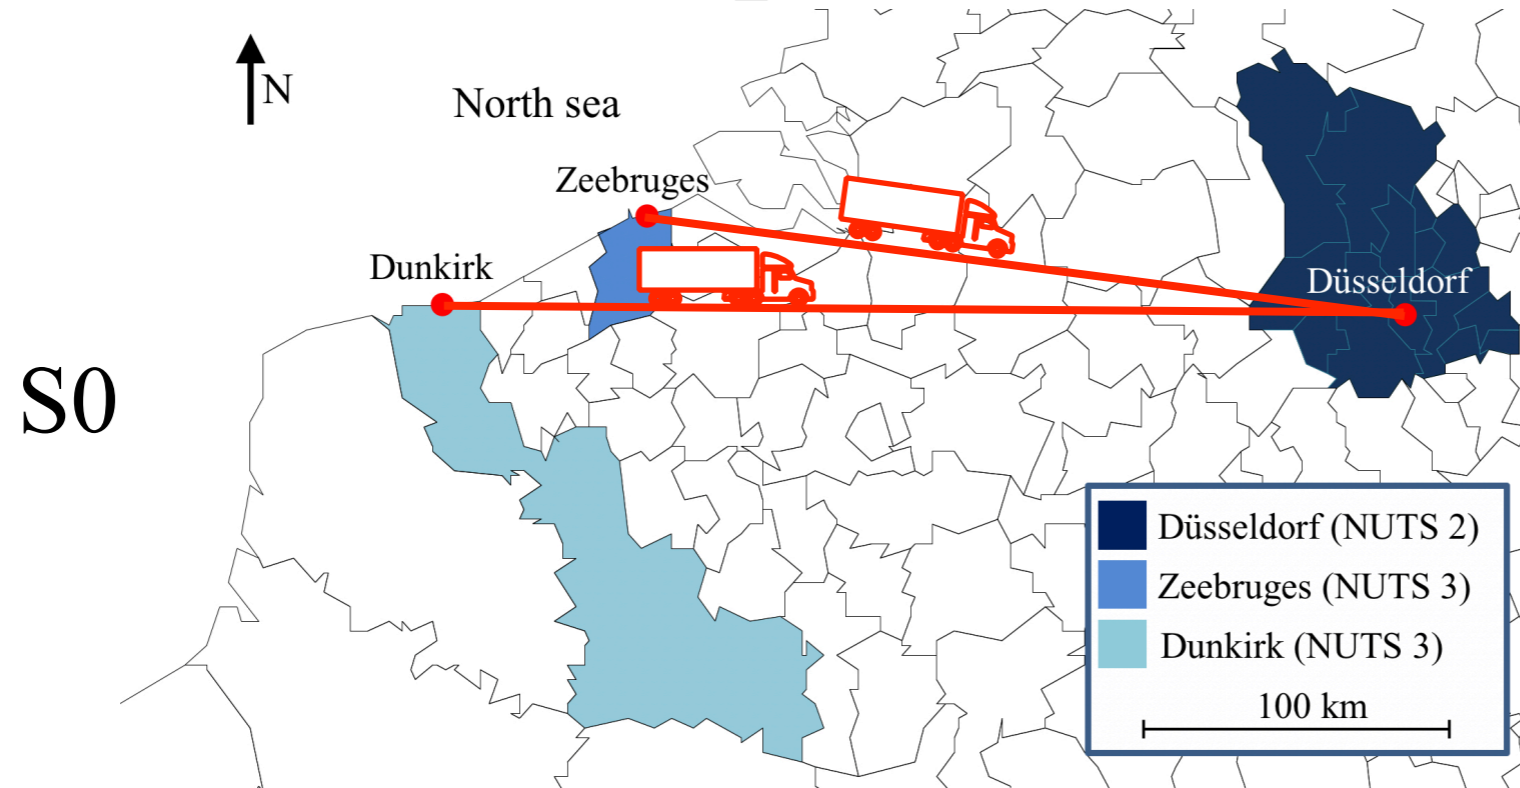 N
North sea
Zeebruges
Dunkirk
Düsseldorf
S0
Düsseldorf (NUTS 2)
Zeebruges (NUTS 3)
Dunkirk (NUTS 3)
100 km